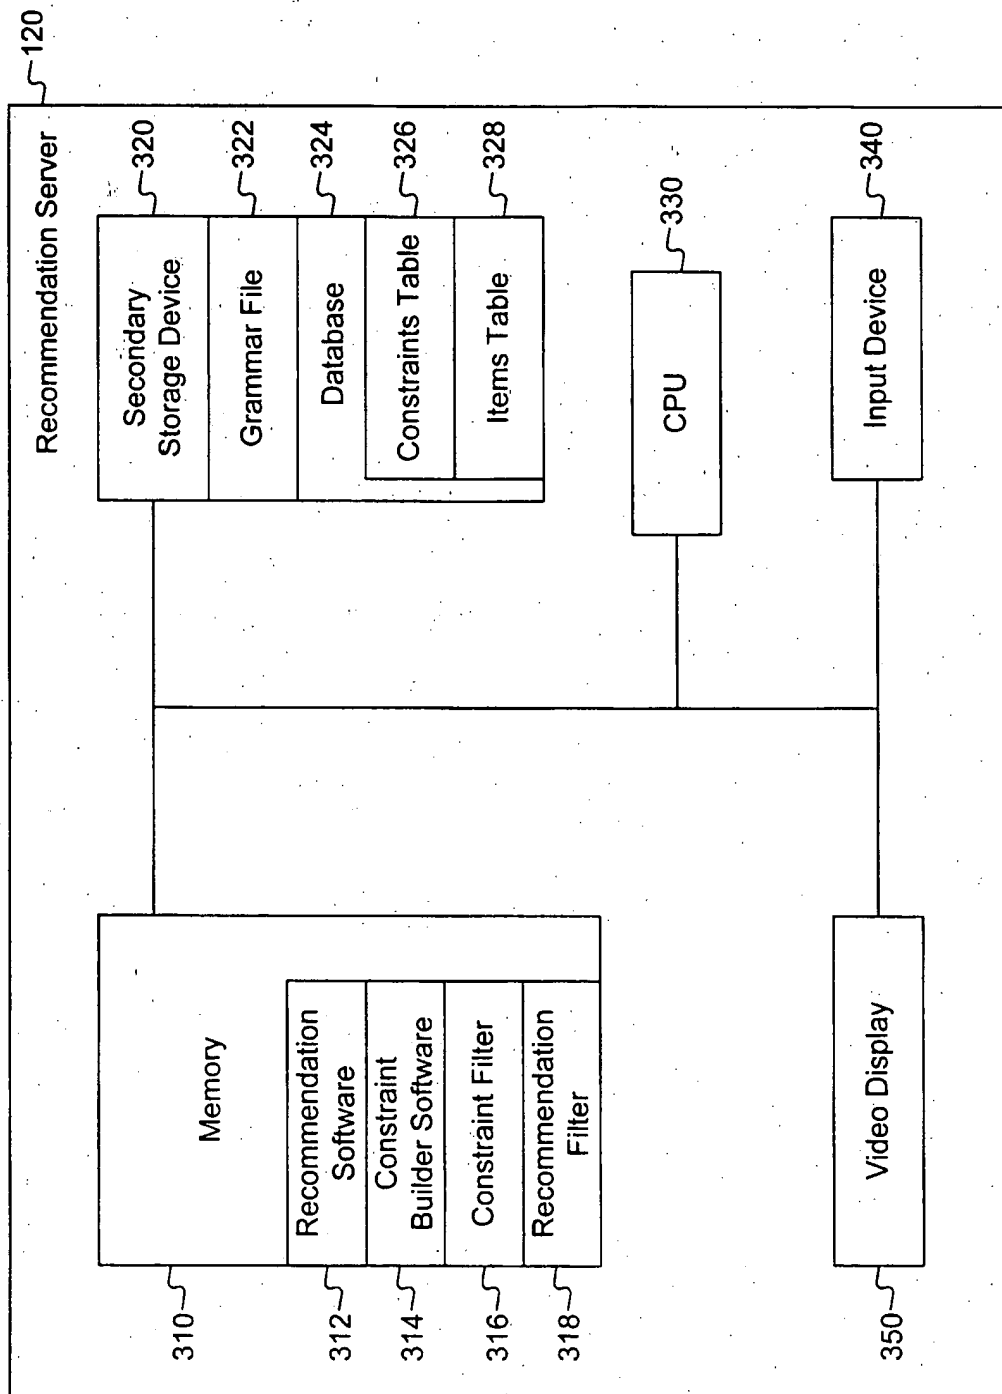 Recommendation Server
120
Memory
310
Recommendation
Software
312
Constraint
Builder Software
314
Constraint Filter
316
Recommendation
Filter
318
Secondary
Storage Device
320
Grammar File
322
Database
324
Constraints Table
326
Items Table
328
CPU
330
Video Display
350
Input Device
340